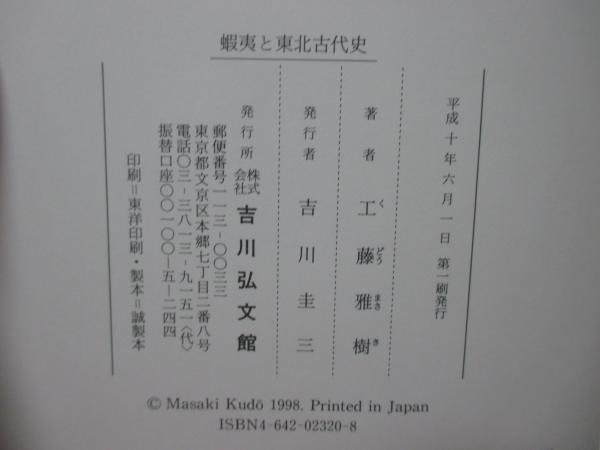 蝦夷と東北古代史
平成十年六月一日 第一刷発行
著者 工藤雅樹
くどうまさき
発行者 吉川圭三
発行所 株式会社 吉川弘文館
郵便番号一一三-〇〇三三
東京都文京区本郷七丁目二番八号
電話〇三-三八一三-九一五一〈代〉
振替口座〇〇一〇〇-五-二四四
印刷=東洋印刷・製本=誠製本
© Masaki Kudō 1998. Printed in Japan
ISBN4-642-02320-8